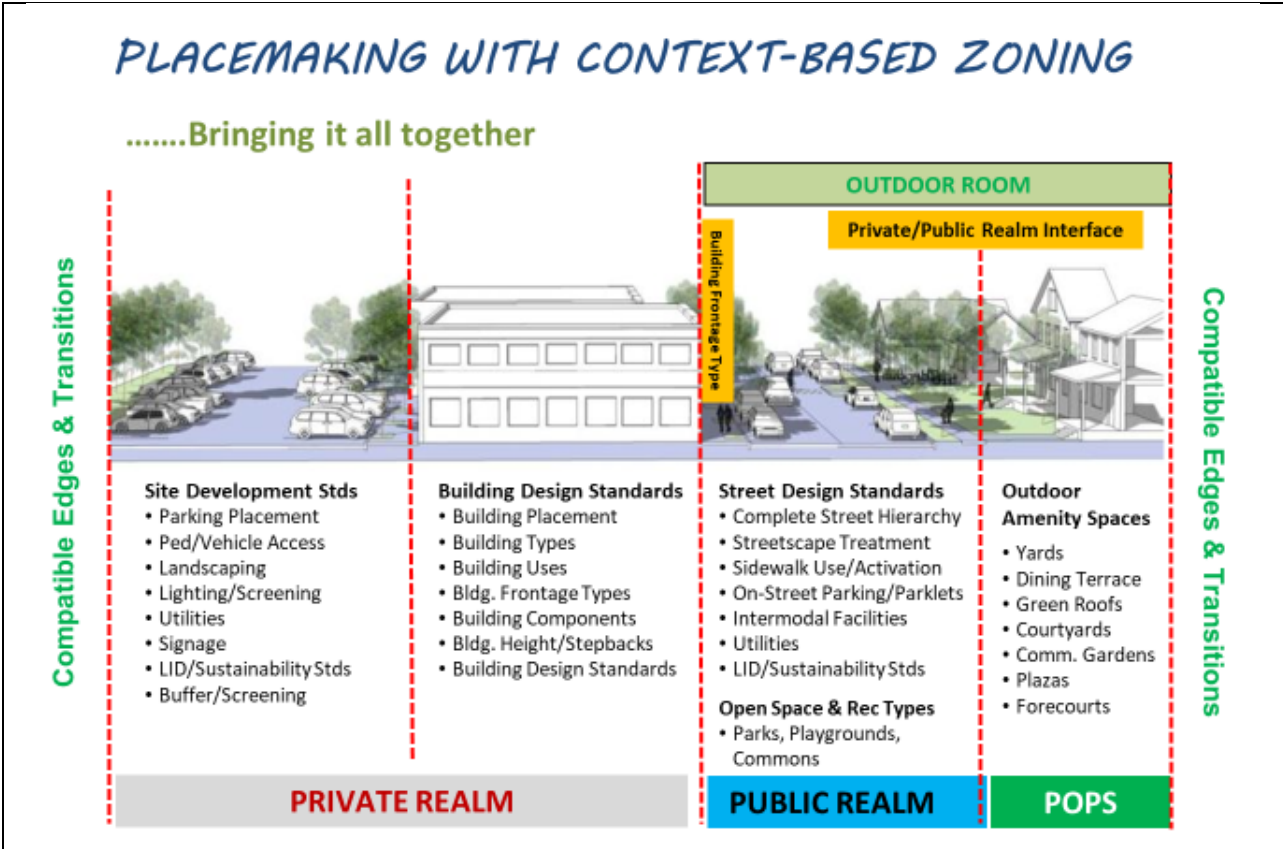 PLACEMAKING WITH CONTEXT-BASED ZONING
.......Bringing it all together
OUTDOOR ROOM
Private/Public Realm Interface
Building Frontage Type
Compatible Edges & Transitions
Compatible Edges & Transitions
Site Development Stds
• Parking Placement
• Ped/Vehicle Access
• Landscaping
• Lighting/Screening
• Utilities
• Signage
• LID/Sustainability Stds
• Buffer/Screening
Building Design Standards
• Building Placement
• Building Types
• Building Uses
• Bldg. Frontage Types
• Building Components
• Bldg. Height/Stepbacks
• Building Design Standards
Street Design Standards
• Complete Street Hierarchy
• Streetscape Treatment
• Sidewalk Use/Activation
• On-Street Parking/Parklets
• Intermodal Facilities
• Utilities
• LID/Sustainability Stds
Open Space & Rec Types
• Parks, Playgrounds,
Commons
Outdoor
Amenity Spaces
• Yards
• Dining Terrace
• Green Roofs
• Courtyards
• Comm. Gardens
• Plazas
• Forecourts
PRIVATE REALM
PUBLIC REALM
POPS